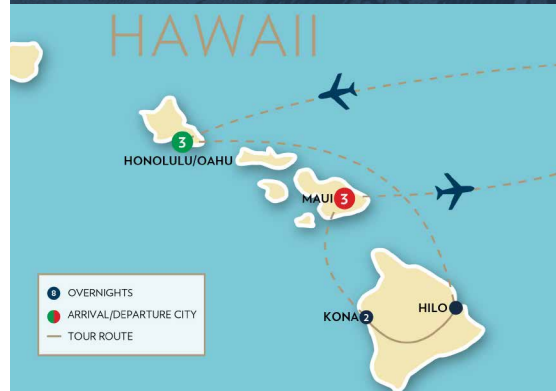 HAWAII
3
HONOLULU/OAHU
MAUI 3
KONA 2
HILO
8 OVERNIGHTS
ARRIVAL/DEPARTURE CITY
TOUR ROUTE